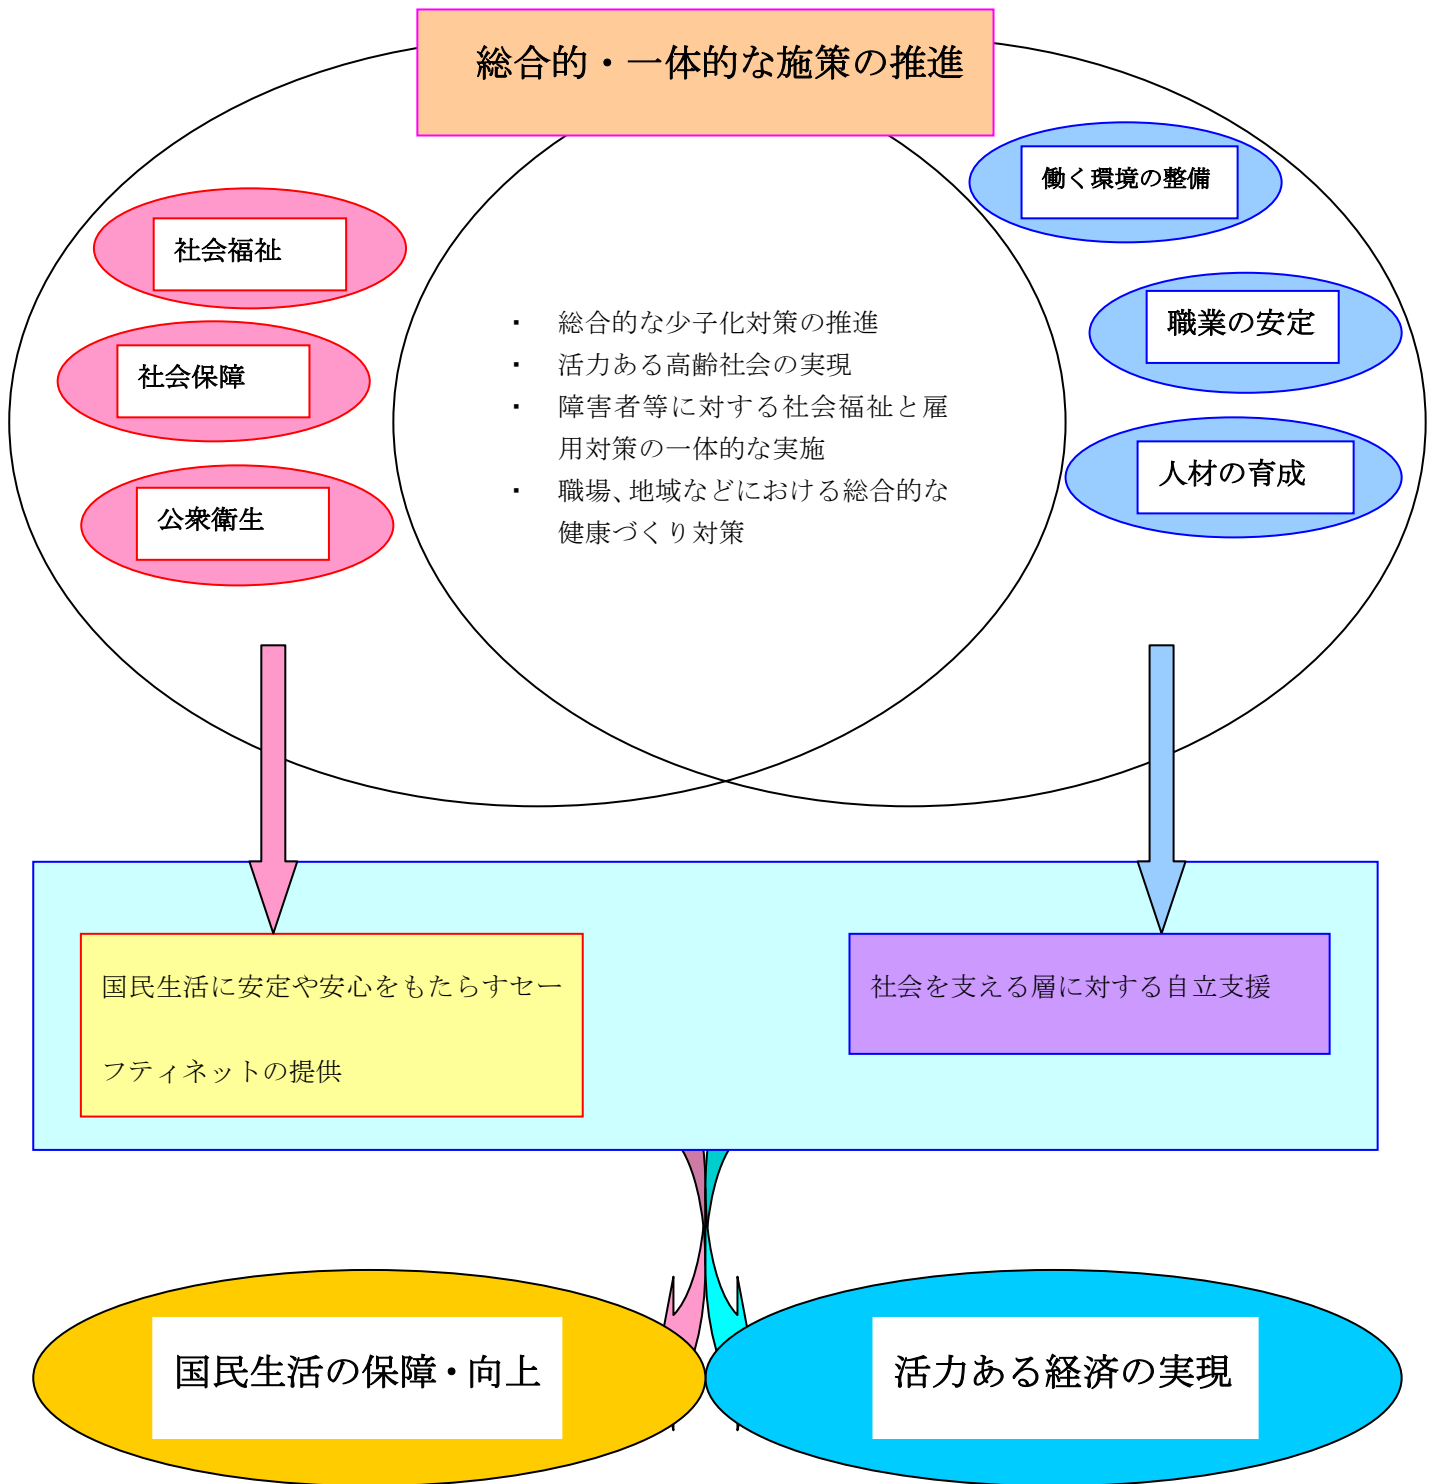 総合的・一体的な施策の推進
働く環境の整備
社会福祉
職業の安定
社会保障
人材の育成
公衆衛生
・ 総合的な少子化対策の推進
・ 活力ある高齢社会の実現
・ 障害者等に対する社会福祉と雇
用対策の一体的な実施
・ 職場、地域などにおける総合的な
健康づくり対策
国民生活に安定や安心をもたらすセー
フティネットの提供
社会を支える層に対する自立支援
国民生活の保障・向上
活力ある経済の実現